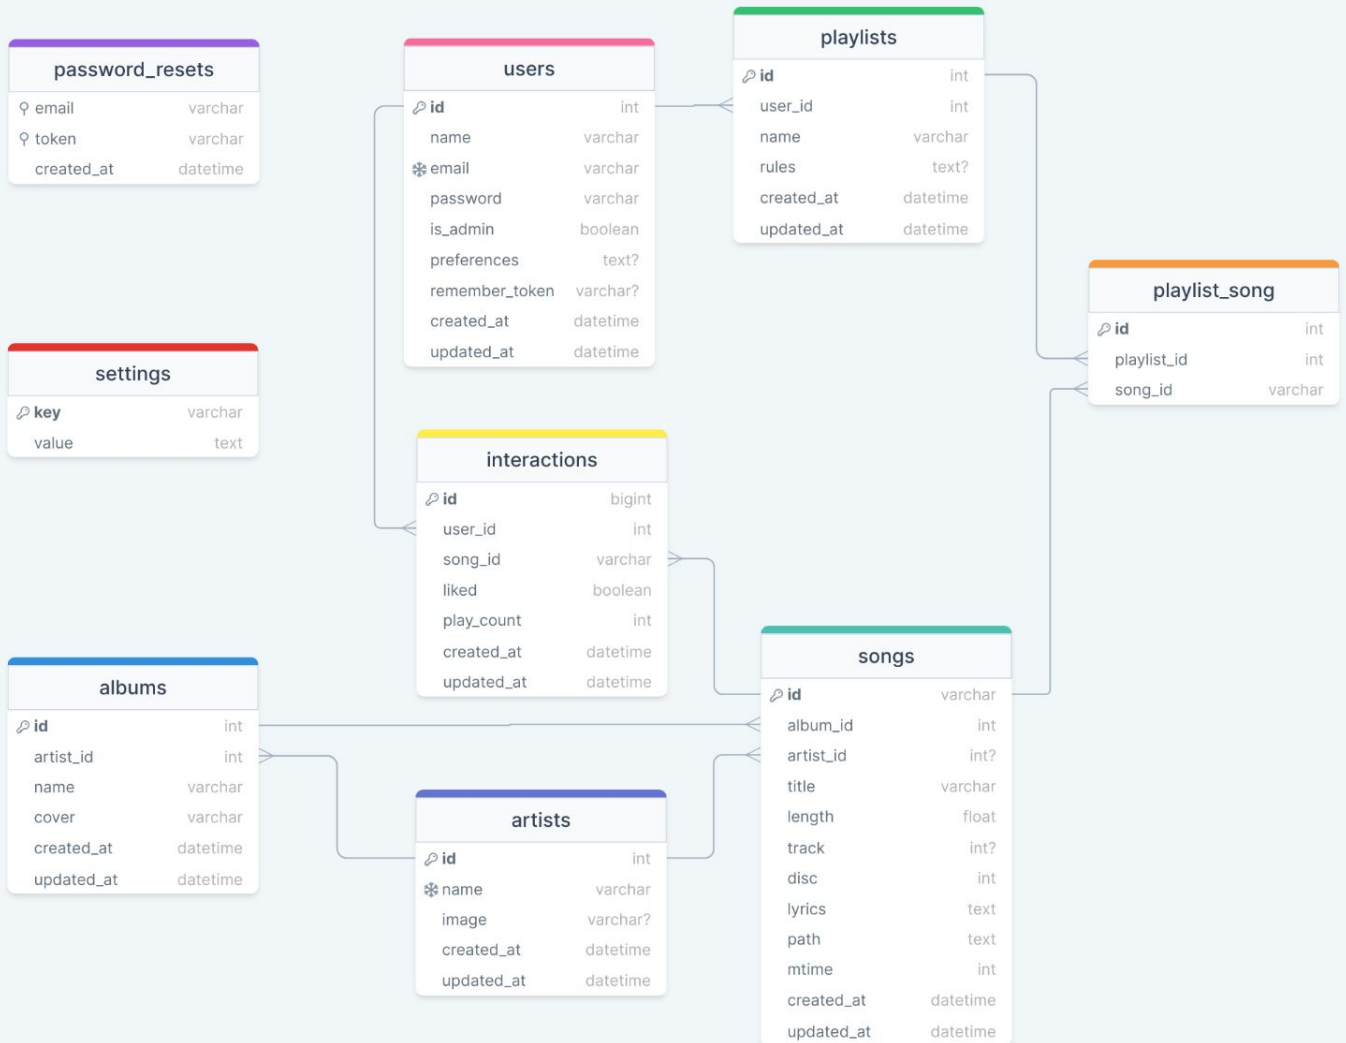 password_resets
email varchar
token varchar
created_at datetime
users
id int
name varchar
email varchar
password varchar
is_admin boolean
preferences text?
remember_token varchar?
created_at datetime
updated_at datetime
playlists
id int
user_id int
name varchar
rules text?
created_at datetime
updated_at datetime
playlist_song
id int
playlist_id int
song_id varchar
settings
key varchar
value text
interactions
id bigint
user_id int
song_id varchar
liked boolean
play_count int
created_at datetime
updated_at datetime
albums
id int
artist_id int
name varchar
cover varchar
created_at datetime
updated_at datetime
artists
id int
name varchar
image varchar?
created_at datetime
updated_at datetime
songs
id varchar
album_id int
artist_id int?
title varchar
length float
track int?
disc int
lyrics text
path text
mtime int
created_at datetime
updated_at datetime